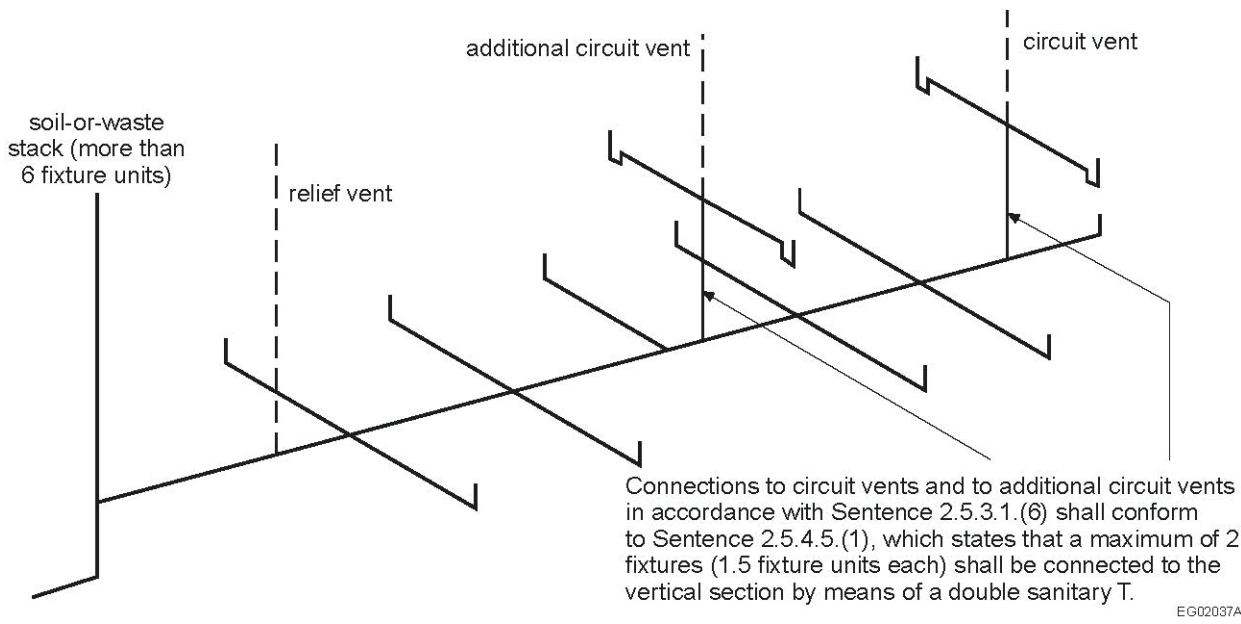 additional circuit vent
circuit vent
soil-or-waste
stack (more than
6 fixture units)
relief vent
Connections to circuit vents and to additional circuit vents
in accordance with Sentence 2.5.3.1.(6) shall conform
to Sentence 2.5.4.5.(1), which states that a maximum of 2
fixtures (1.5 fixture units each) shall be connected to the
vertical section by means of a double sanitary T.
EG02037A